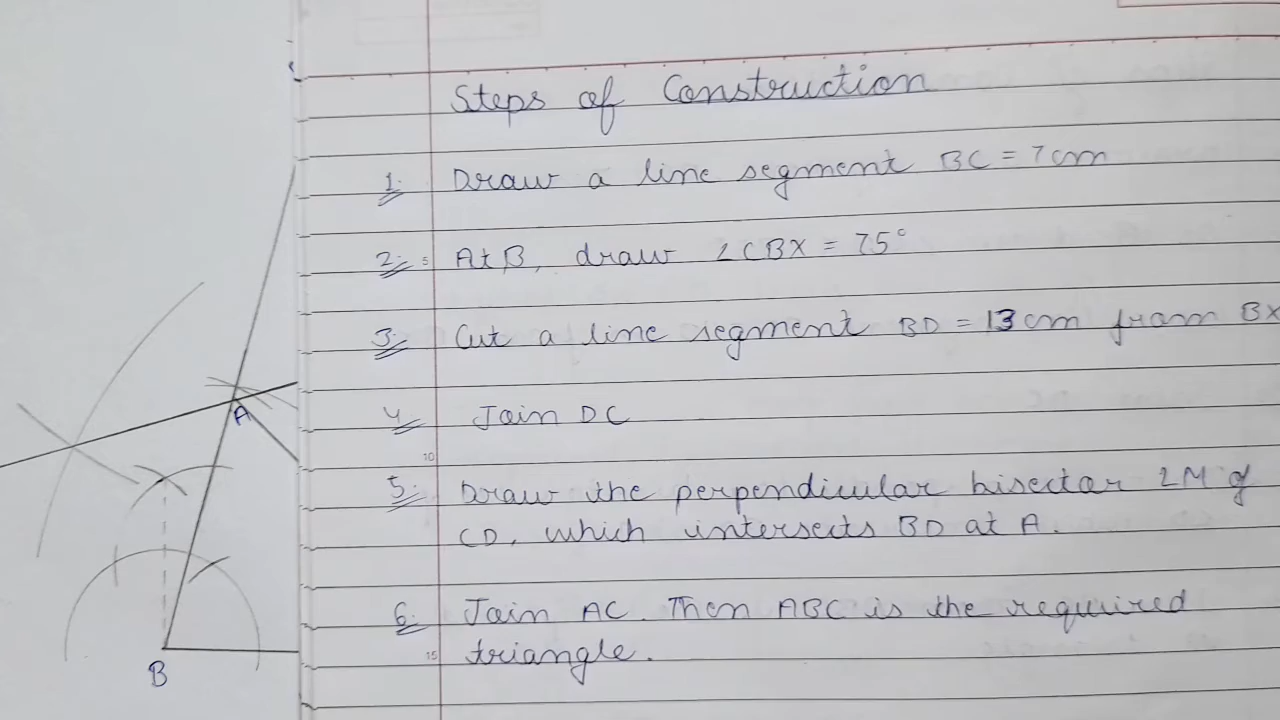 Steps of Construction
1. Draw a line segment BC = 7cm
2. At B, draw ∠CBX = 75°
3. Cut a line segment BD = 13cm from BX
4. Join DC
10
5. Draw the perpendicular bisector LM of
CD, which intersects BD at A.
6. Join AC. Then ABC is the required
15
triangle.
A
B